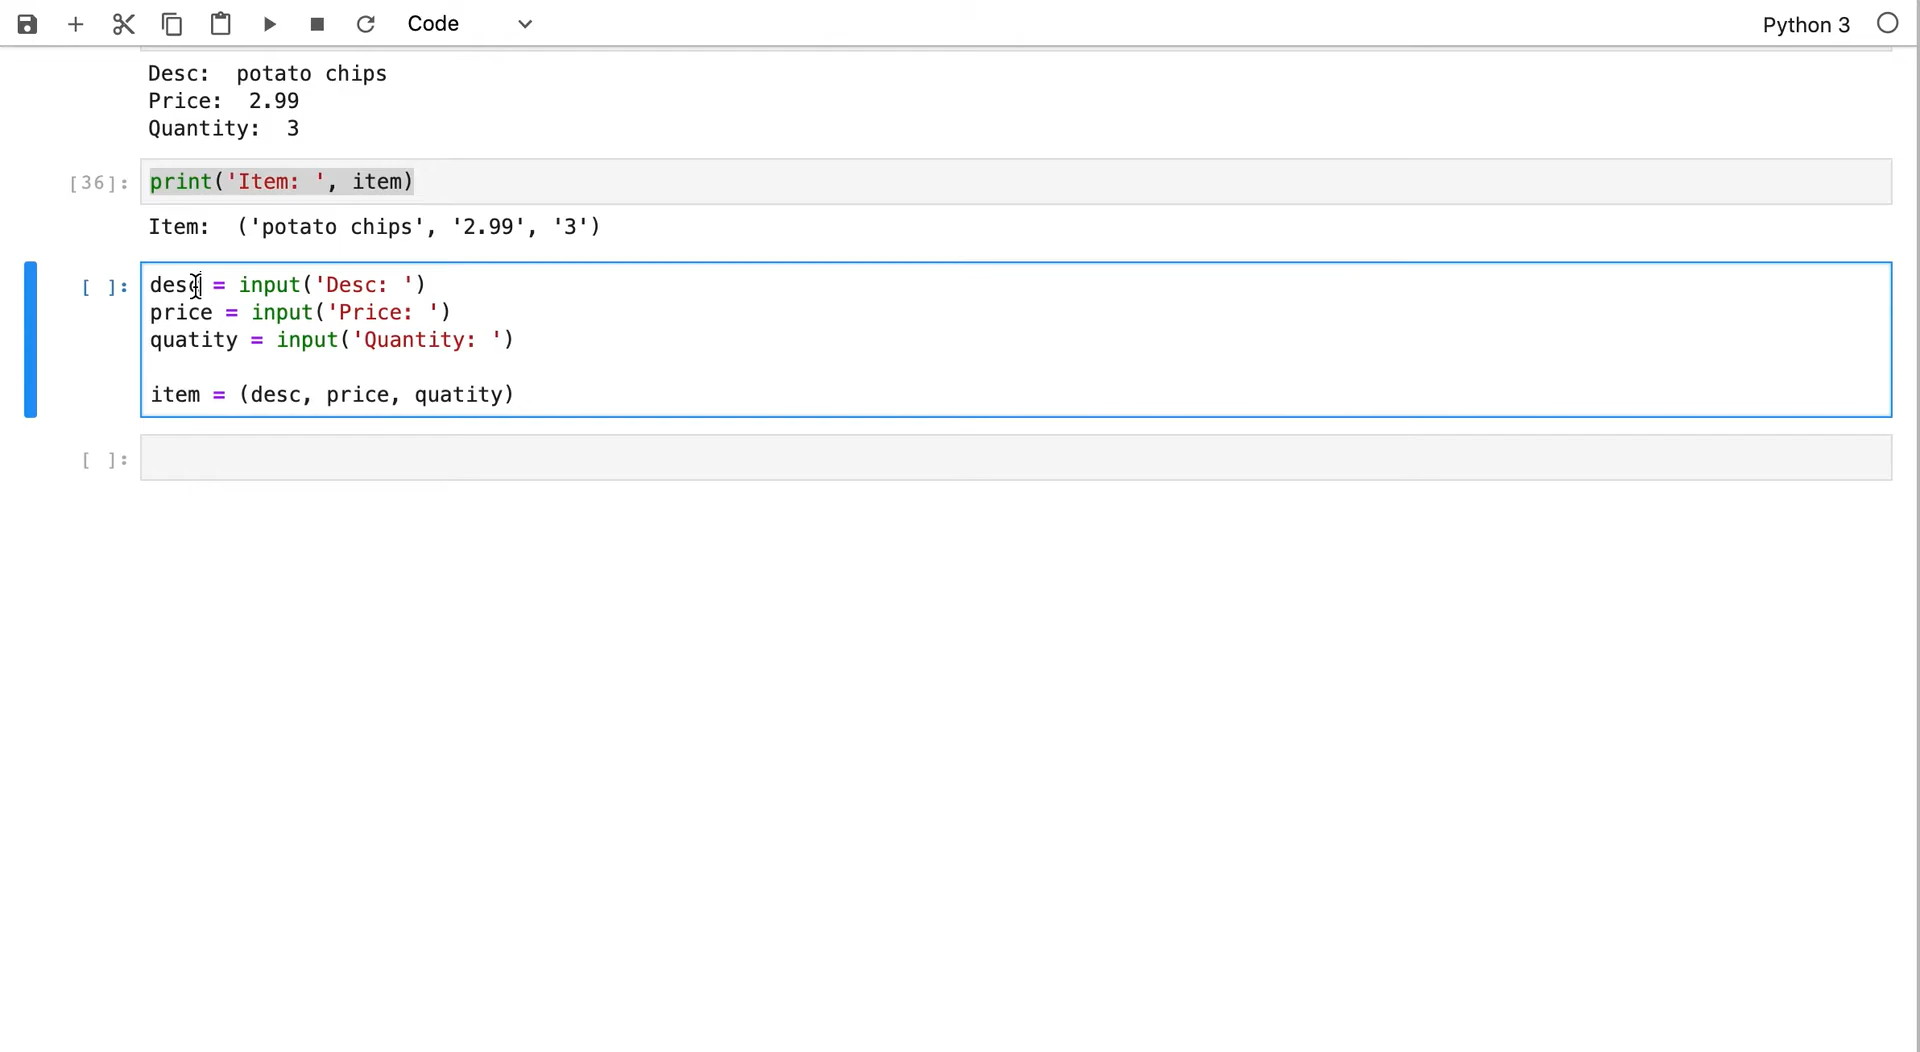 Code
Python 3
Desc:  potato chips
Price:  2.99
Quantity:  3
[36]:
print('Item: ', item)
Item:  ('potato chips', '2.99', '3')
[ ]:
desc = input('Desc: ')
price = input('Price: ')
quatity = input('Quantity: ')
item = (desc, price, quatity)
[ ]: